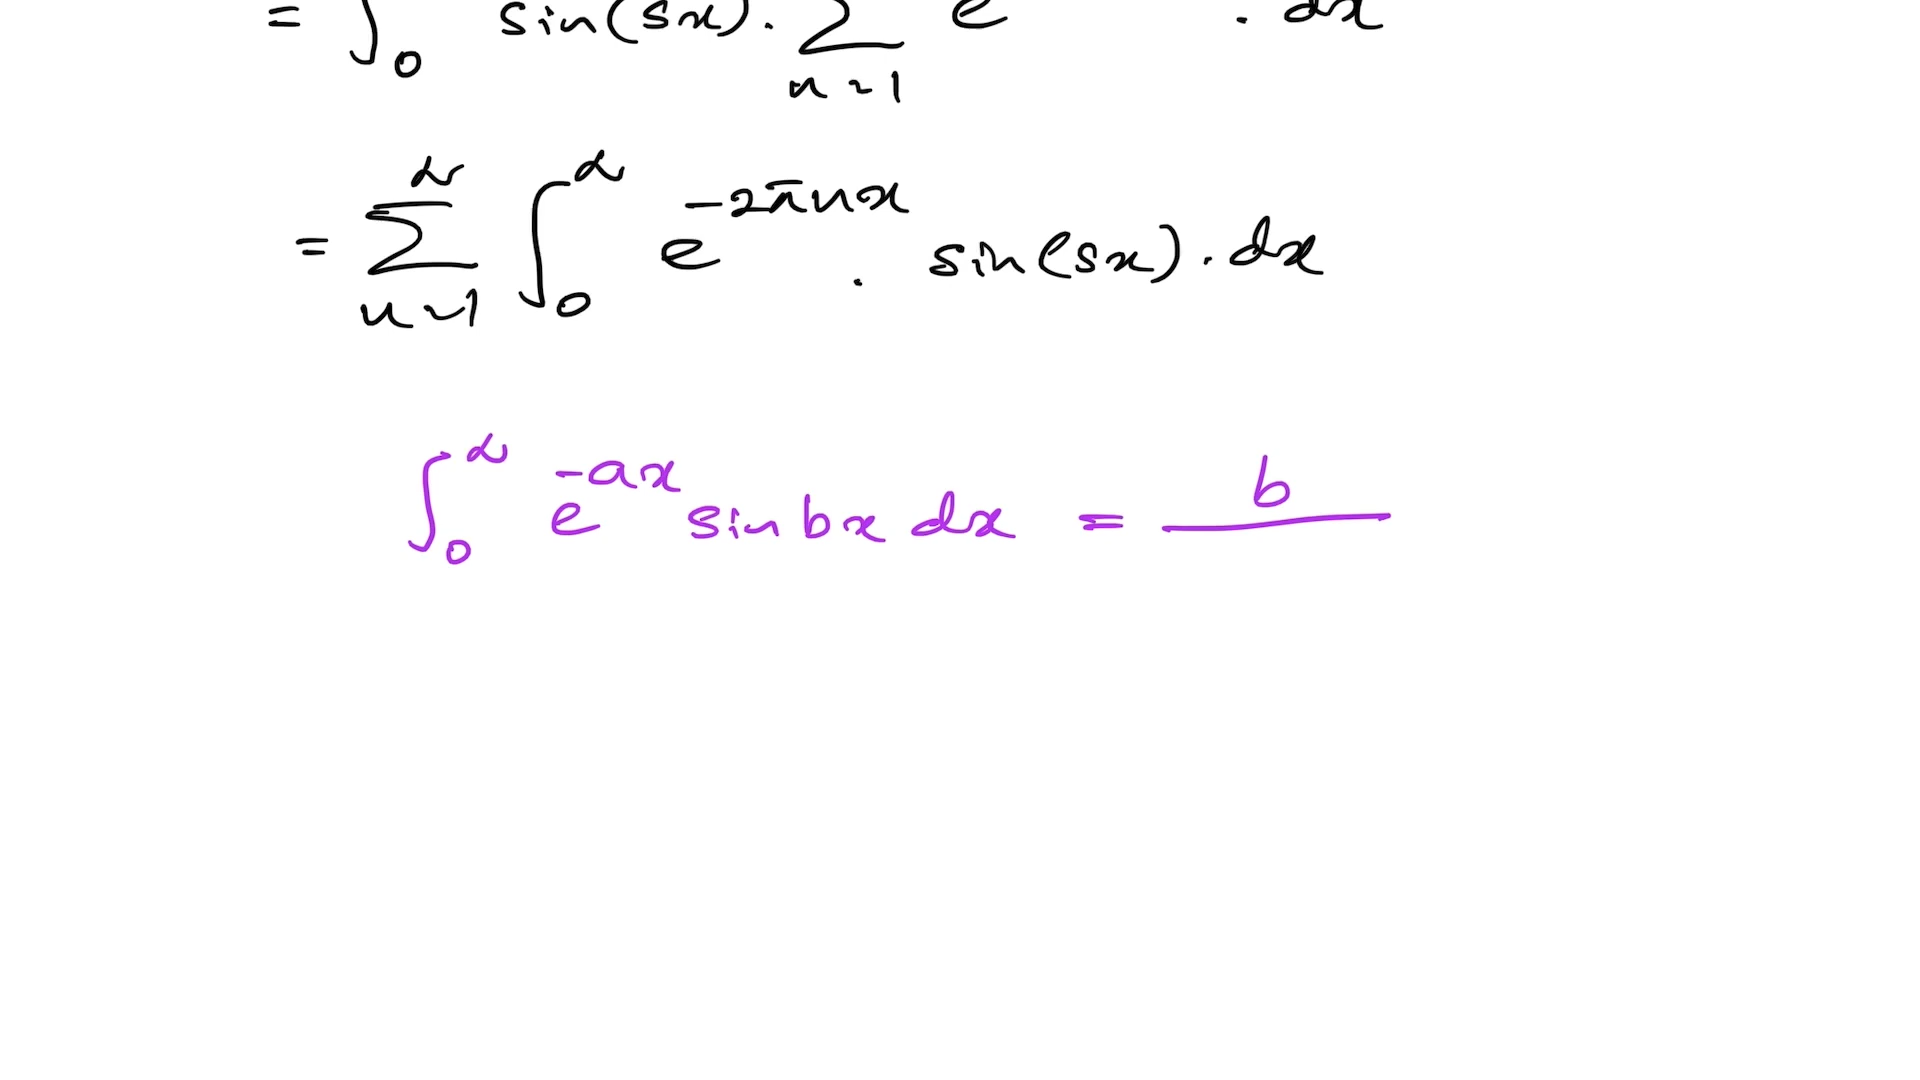 = ∫₀ sin(sx). ∑ₙ₌₁ e . dx
= ∑ₙ₌₁^∞ ∫₀^∞ e^(-2πnx) . sin(sx). dx
∫₀^∞ e^(-ax) sin bx dx = b/